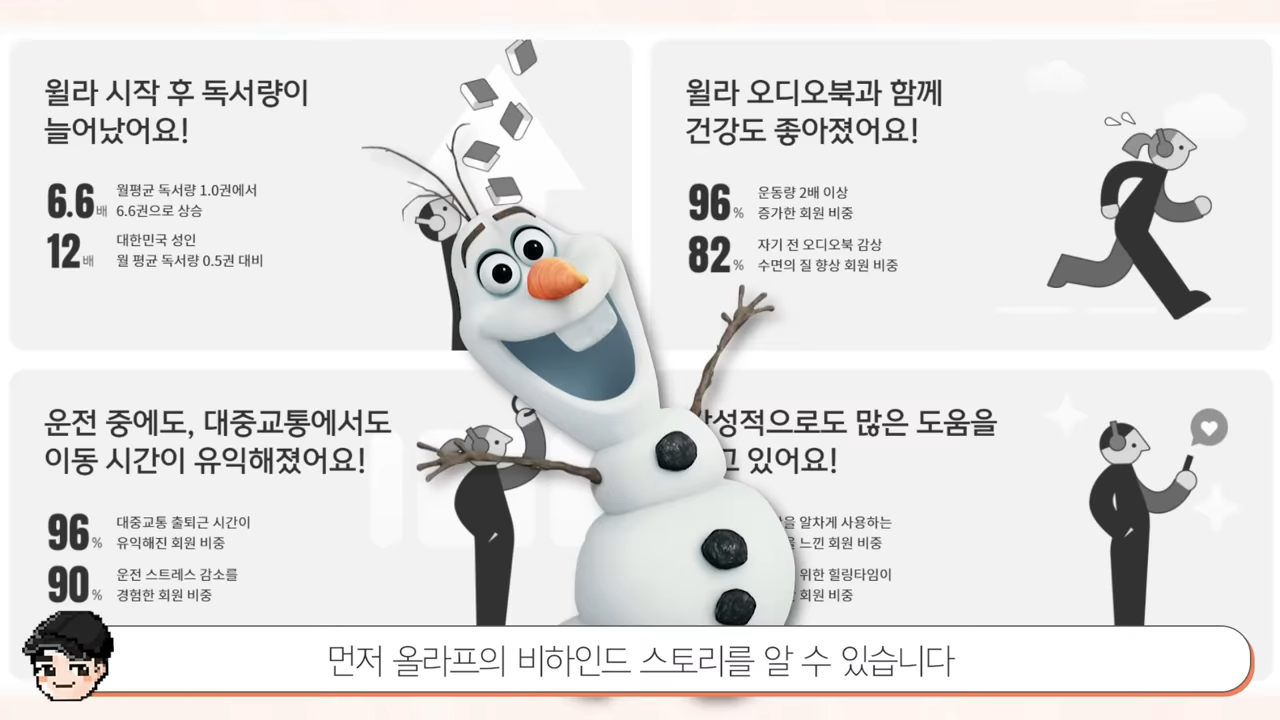 윌라 시작 후 독서량이
늘어났어요!
6.6배
월평균 독서량 1.0권에서
6.6권으로 상승
12배
대한민국 성인
월 평균 독서량 0.5권 대비
윌라 오디오북과 함께
건강도 좋아졌어요!
96%
운동량 2배 이상
증가한 회원 비중
82%
자기 전 오디오북 감상
수면의 질 향상 회원 비중
운전 중에도, 대중교통에서도
이동 시간이 유익해졌어요!
96%
대중교통 출퇴근 시간이
유익해진 회원 비중
90%
운전 스트레스 감소를
경험한 회원 비중
많은 도움을
있어요!
알차게 사용하는
느낀 회원 비중
위한 힐링타임이
회원 비중
먼저 올라프의 비하인드 스토리를 알 수 있습니다